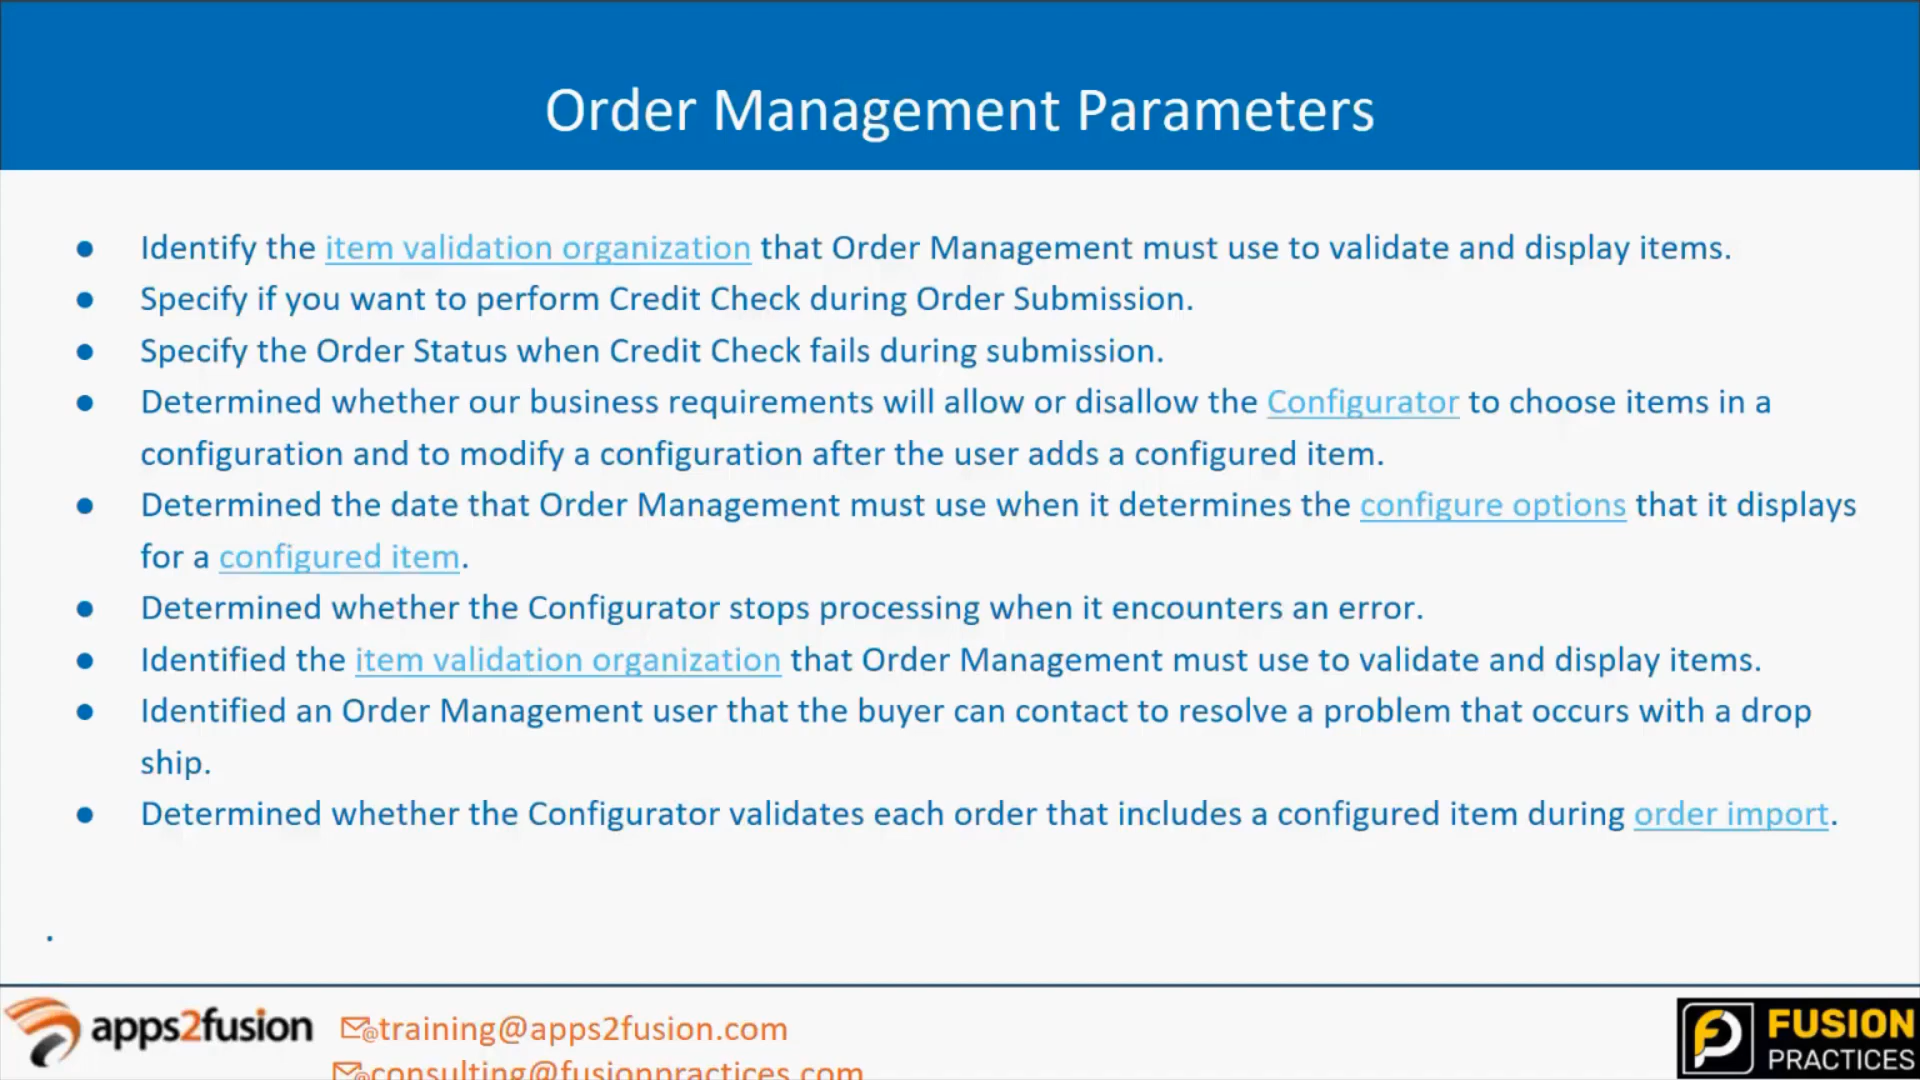 Order Management Parameters
● Identify the item validation organization that Order Management must use to validate and display items.
● Specify if you want to perform Credit Check during Order Submission.
● Specify the Order Status when Credit Check fails during submission.
● Determined whether our business requirements will allow or disallow the Configurator to choose items in a
configuration and to modify a configuration after the user adds a configured item.
● Determined the date that Order Management must use when it determines the configure options that it displays
for a configured item.
● Determined whether the Configurator stops processing when it encounters an error.
● Identified the item validation organization that Order Management must use to validate and display items.
● Identified an Order Management user that the buyer can contact to resolve a problem that occurs with a drop
ship.
● Determined whether the Configurator validates each order that includes a configured item during order import.
.
apps2fusion
training@apps2fusion.com
consulting@fusionpractices.com
FUSION
PRACTICES